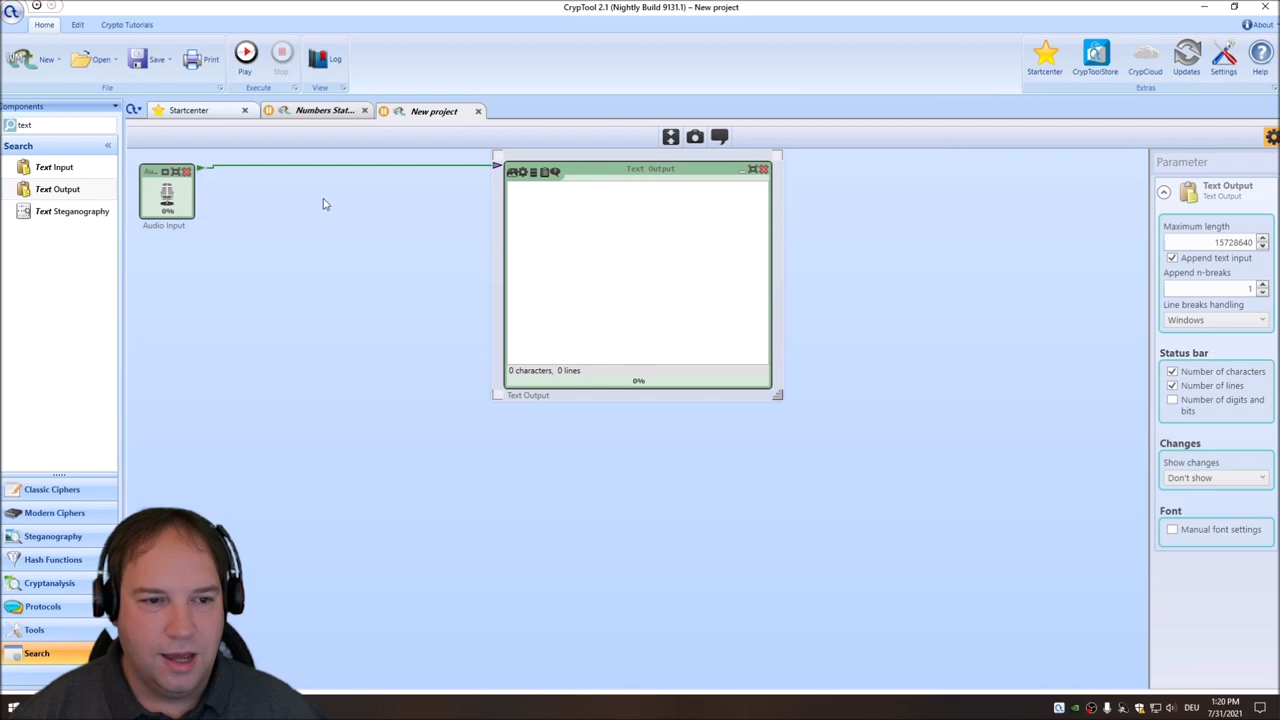 CrypTool 2.1 (Nightly Build 9131.1) – New project
Home
Edit
Crypto Tutorials
About
New
Open
Save
Print
Play
Stop
Log
Startcenter
CrypToolStore
CrypCloud
Updates
Settings
Help
File
Execute
View
Extras
Components
Startcenter
Numbers Stat...
New project
text
Search
Text Input
Text Output
Text Steganography
Classic Ciphers
Modern Ciphers
Steganography
Hash Functions
Cryptanalysis
Protocols
Tools
Search
Au..
0%
Audio Input
Text Output
0 characters, 0 lines
0%
Text Output
Parameter
Text Output
Text Output
Maximum length
15728640
Append text input
Append n-breaks
1
Line breaks handling
Windows
Status bar
Number of characters
Number of lines
Number of digits and
bits
Changes
Show changes
Don't show
Font
Manual font settings
DEU
1:20 PM
7/31/2021